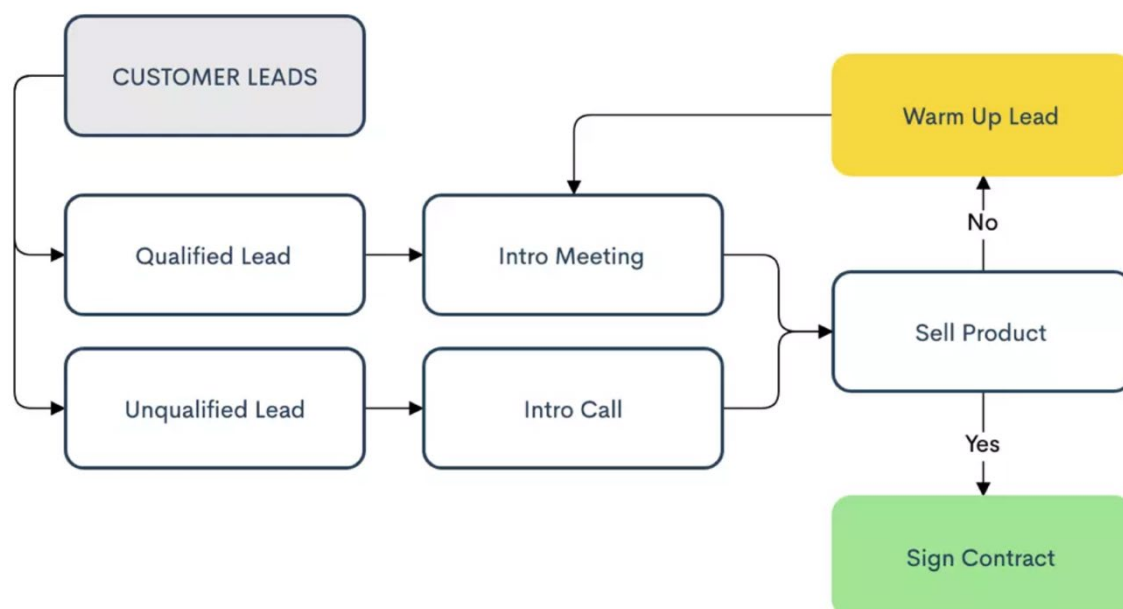 CUSTOMER LEADS
Warm Up Lead
No
Qualified Lead
Intro Meeting
Sell Product
Unqualified Lead
Intro Call
Yes
Sign Contract